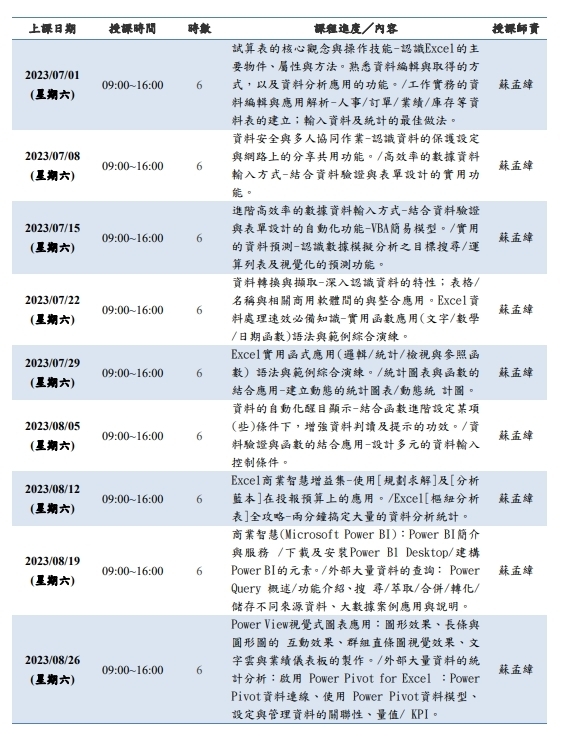 上課日期 授課時間 時數 課程進度／內容 授課師資
試算表的核心觀念與操作技能-認識Excel的主
要物件、屬性與方法。熟悉資料編輯與取得的方
2023/07/01
(星期六)
09:00~16:00 6 式，以及資料分析應用的功能。/工作實務的資 蘇孟緯
料編輯與應用解析-人事/訂單/業績/庫存等資
料表的建立；輸入資料及統計的最佳做法。
資料安全與多人協同作業-認識資料的保護設定
2023/07/08
(星期六)
09:00~16:00 6 與網路上的分享共用功能。/高效率的數據資料 蘇孟緯
輸入方式-結合資料驗證與表單設計的實用功
能。
進階高效率的數據資料輸入方式-結合資料驗證
2023/07/15
(星期六)
09:00~16:00 6 與表單設計的自動化功能-VBA簡易模型。/實用 蘇孟緯
的資料預測-認識數據模擬分析之目標搜尋/運
算列表及視覺化的預測功能。
資料轉換與擷取-深入認識資料的特性；表格/
2023/07/22
(星期六)
09:00~16:00 6 名稱與相關商用軟體間的與整合應用。Excel資 蘇孟緯
料處理速效必備知識-實用函數應用(文字/數學
/日期函數)語法與範例綜合演練。
2023/07/29
(星期六)
Excel實用函式應用(邏輯/統計/檢視與參照函
09:00~16:00 6 數) 語法與範例綜合演練。/統計圖表與函數的 蘇孟緯
結合應用-建立動態的統計圖表/動態統 計圖。
資料的自動化醒目顯示-結合函數進階設定某項
2023/08/05
(星期六)
09:00~16:00 6 (些)條件下，增強資料判讀及提示的功效。/資 蘇孟緯
料驗證與函數的結合應用-設計多元的資料輸入
控制條件。
2023/08/12
(星期六)
Excel商業智慧增益集-使用[規劃求解]及[分析
09:00~16:00 6 藍本]在投報預算上的應用。/Excel[樞紐分析 蘇孟緯
表]全攻略-兩分鐘搞定大量的資料分析統計。
商業智慧(Microsoft Power BI)：Power BI簡介
與服務 /下載及安裝Power BI Desktop/建構
2023/08/19
(星期六)
09:00~16:00 6 Power BI的元素。/外部大量資料的查詢： Power 蘇孟緯
Query 概述/功能介紹、搜 尋/萃取/合併/轉化/
儲存不同來源資料、大數據案例應用與說明。
Power View視覺式圖表應用：圖形效果、長條與
圓形圖的 互動效果、群組直條圖視覺效果、文
2023/08/26
(星期六)
字雲與業績儀表板的製作。/外部大量資料的統
09:00~16:00 6 計分析：啟用 Power Pivot for Excel ：Power 蘇孟緯
Pivot資料連線、使用 Power Pivot資料模型、
設定與管理資料的關聯性、量值/ KPI。